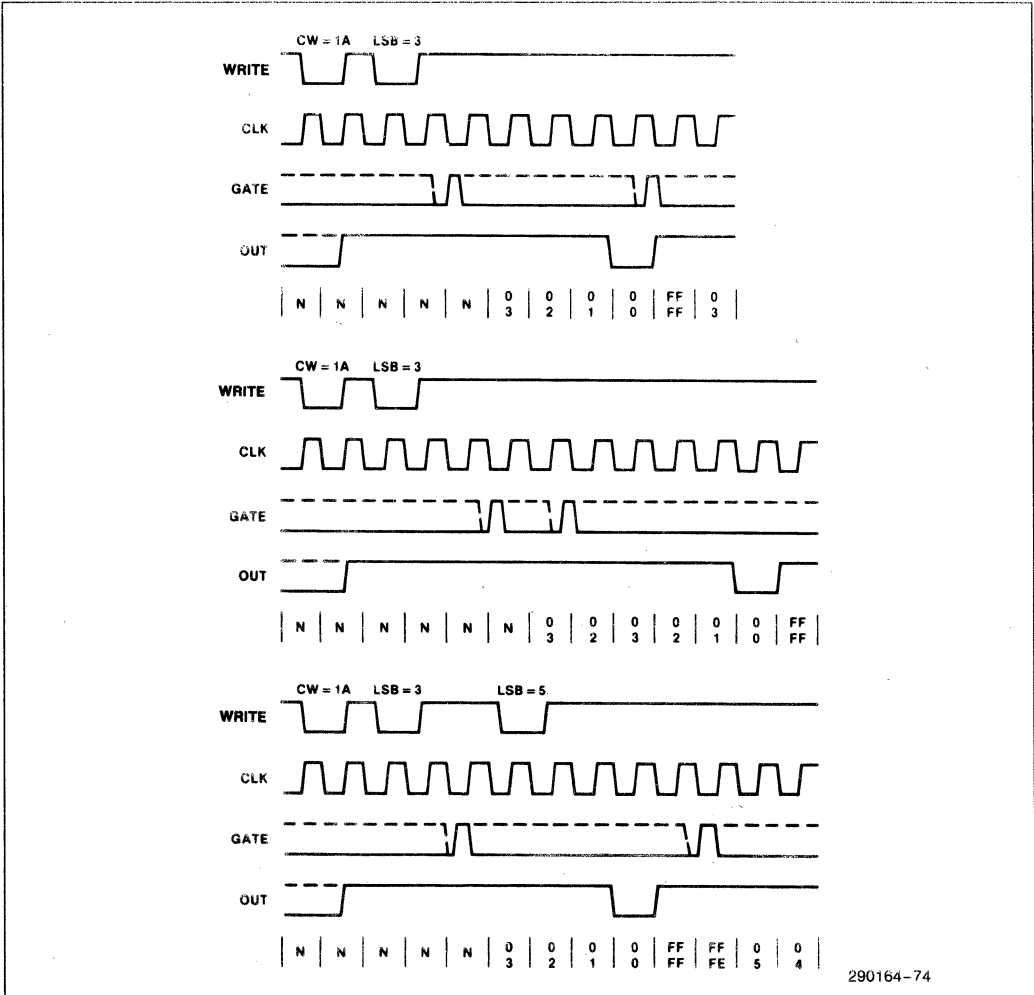 CW = 1A LSB = 3
WRITE
CLK
GATE
OUT
N N N N N 0 0 0 0 FF 0
3 2 1 0 FF 3
CW = 1A LSB = 3
WRITE
CLK
GATE
OUT
N N N N N N 0 0 0 0 0 0 FF
3 2 3 2 1 0 FF
CW = 1A LSB = 3 LSB = 5
WRITE
CLK
GATE
OUT
N N N N N 0 0 0 0 FF FF 0 0
3 2 1 0 FF FE 5 4
290164-74